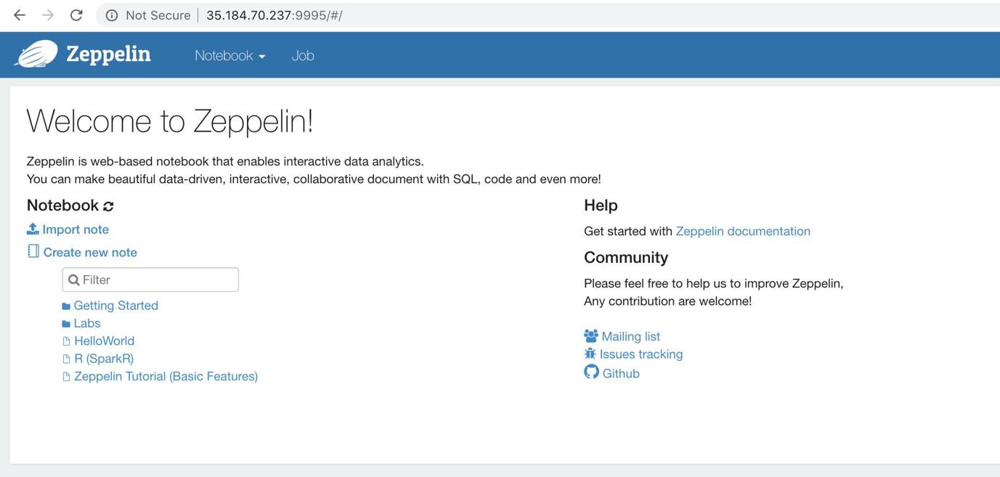 Not Secure 35.184.70.237:9995/#/
Zeppelin Notebook Job
Welcome to Zeppelin!
Zeppelin is web-based notebook that enables interactive data analytics.
You can make beautiful data-driven, interactive, collaborative document with SQL, code and even more!
Notebook
Import note
Create new note
Filter
Getting Started
Labs
HelloWorld
R (SparkR)
Zeppelin Tutorial (Basic Features)
Help
Get started with Zeppelin documentation
Community
Please feel free to help us to improve Zeppelin,
Any contribution are welcome!
Mailing list
Issues tracking
Github